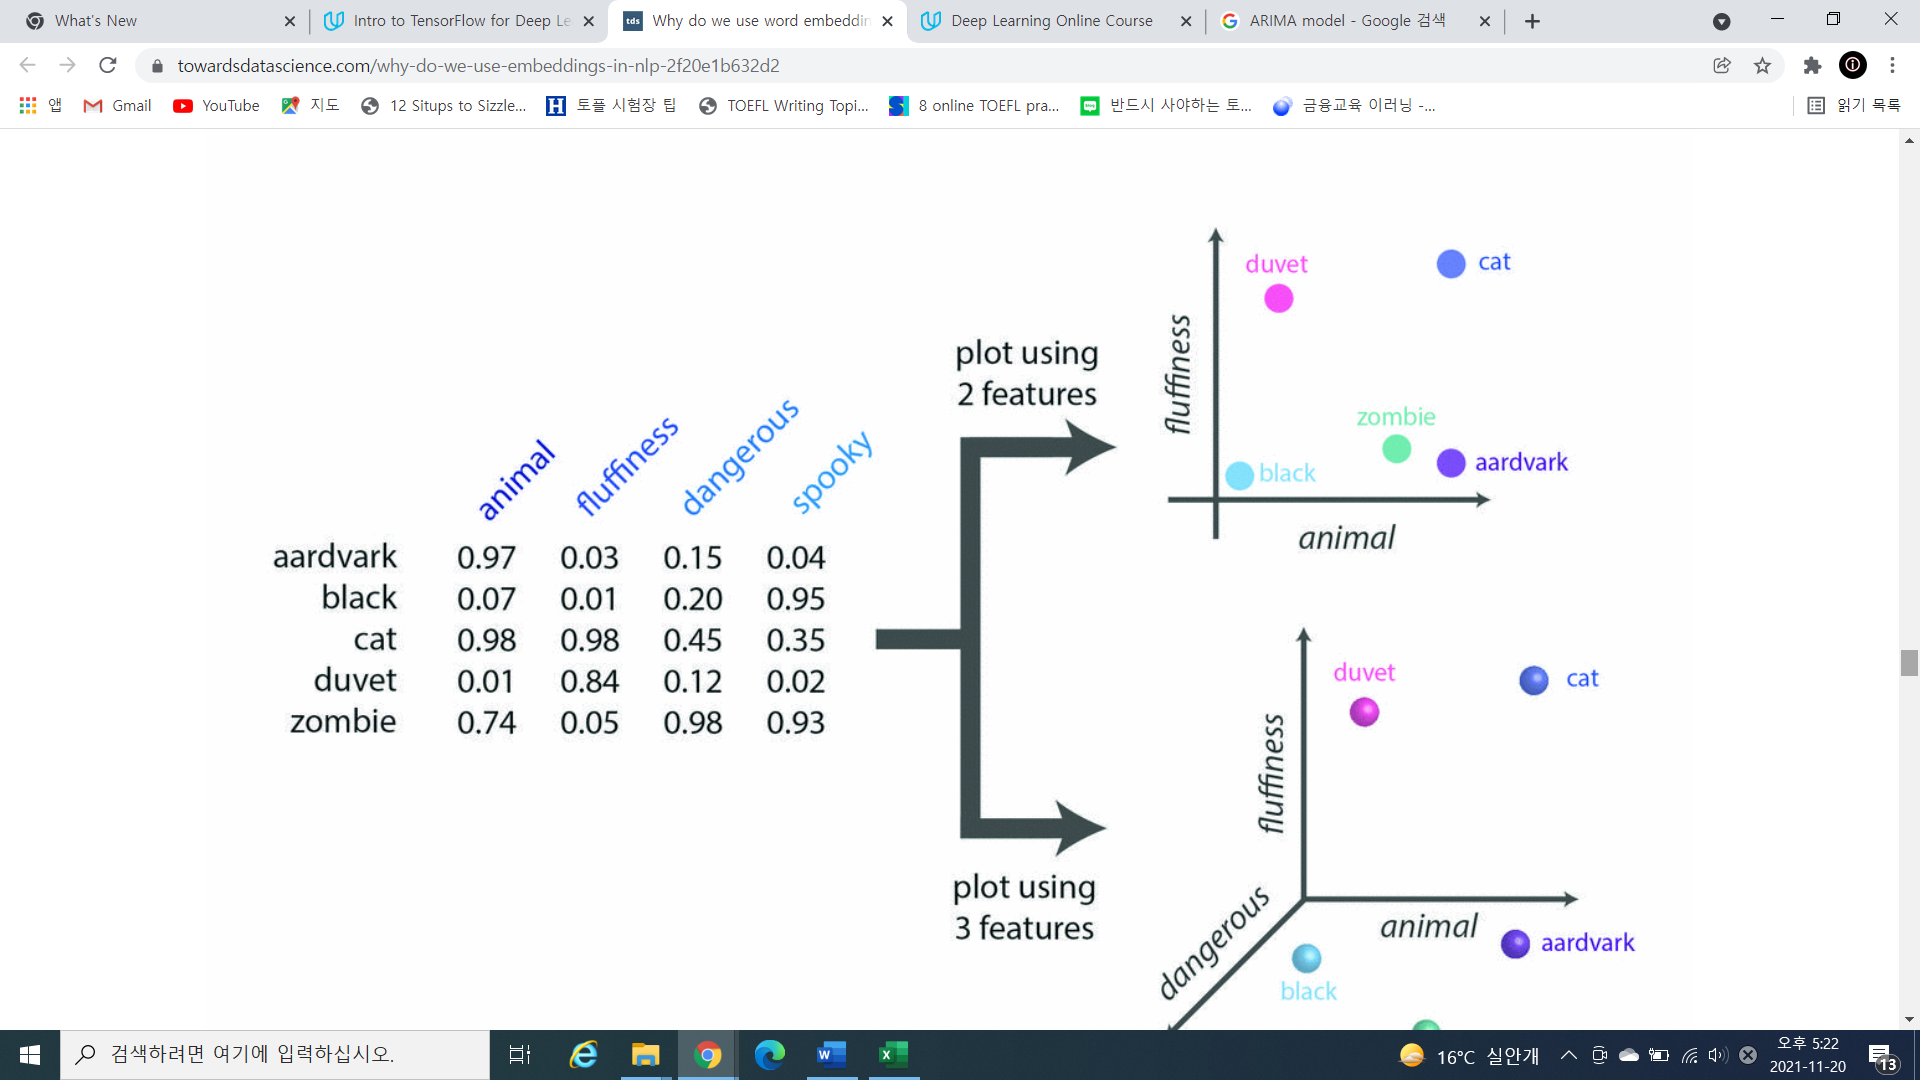 What's New
Intro to TensorFlow for Deep Le
tds Why do we use word embeddin
Deep Learning Online Course
ARIMA model - Google 검색
towardsdatascience.com/why-do-we-use-embeddings-in-nlp-2f20e1b632d2
앱 Gmail YouTube 지도 12 Situps to Sizzle... 토플 시험장 팁 TOEFL Writing Topi... 8 online TOEFL pra... 반드시 사야하는 토... 금융교육 이러닝 -... 읽기 목록
animal fluffiness dangerous spooky
aardvark 0.97 0.03 0.15 0.04
black 0.07 0.01 0.20 0.95
cat 0.98 0.98 0.45 0.35
duvet 0.01 0.84 0.12 0.02
zombie 0.74 0.05 0.98 0.93
plot using
2 features
plot using
3 features
duvet
cat
fluffiness
zombie
aardvark
black
animal
duvet
cat
fluffiness
animal
dangerous
aardvark
black
검색하려면 여기에 입력하십시오.
16°C 실안개
오후 5:22
2021-11-20
13